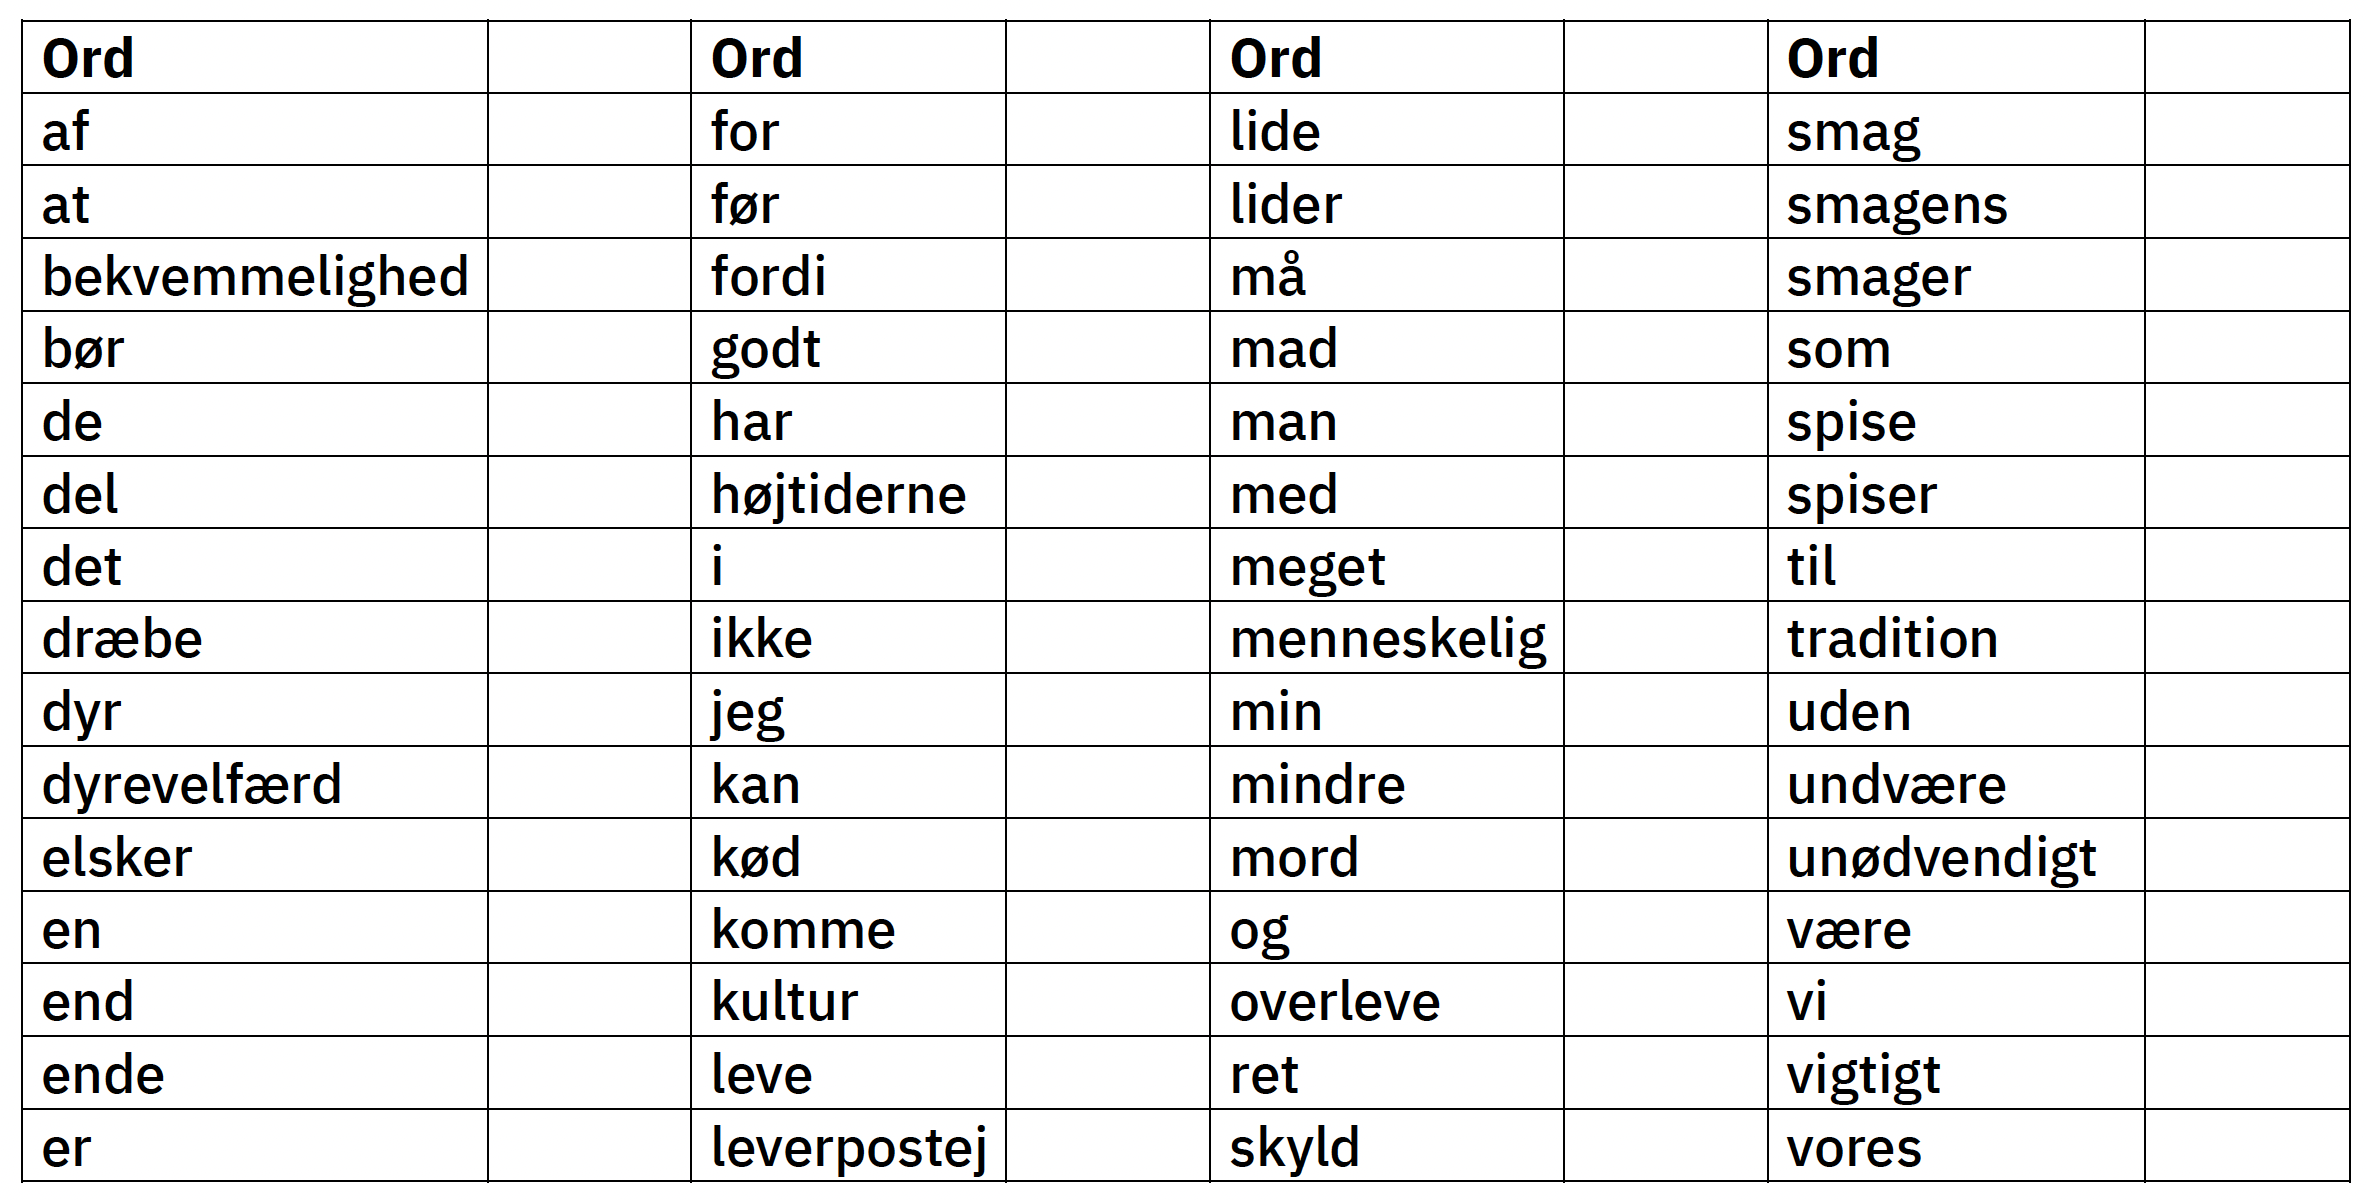 Ord Ord Ord Ord
af for lide smag
at før lider smagens
bekvemmelighed fordi må smager
bør godt mad som
de har man spise
del højtiderne med spiser
det i meget til
dræbe ikke menneskelig tradition
dyr jeg min uden
dyrevelfærd kan mindre undvære
elsker kød mord unødvendigt
en komme og være
end kultur overleve vi
ende leve ret vigtigt
er leverpostej skyld vores